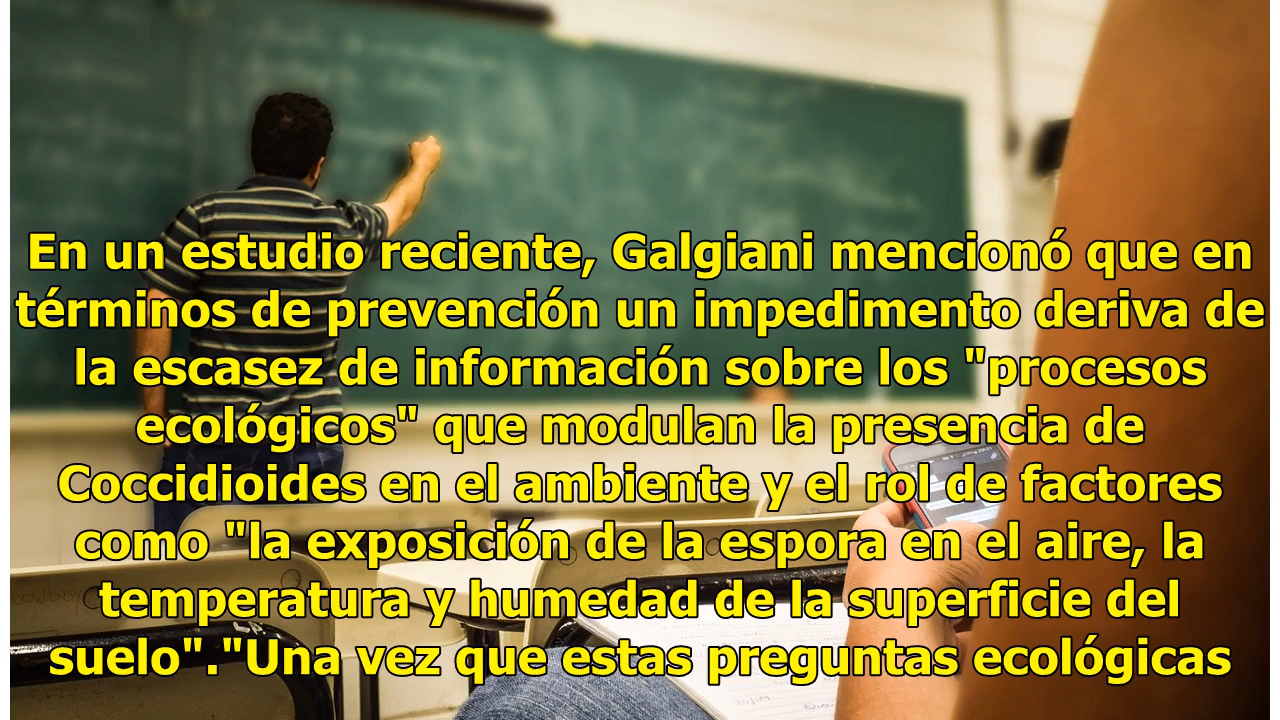 En un estudio reciente, Galgiani mencionó que en
términos de prevención un impedimento deriva de
la escasez de información sobre los "procesos
ecológicos" que modulan la presencia de
Coccidioides en el ambiente y el rol de factores
como "la exposición de la espora en el aire, la
temperatura y humedad de la superficie del
suelo"."Una vez que estas preguntas ecológicas